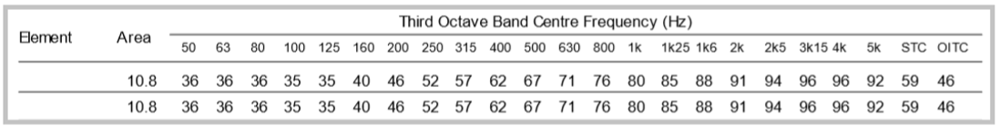 Third Octave Band Centre Frequency (Hz)
Element Area 50 63 80 100 125 160 200 250 315 400 500 630 800 1k 1k25 1k6 2k 2k5 3k15 4k 5k STC OITC
10.8 36 36 36 35 35 40 46 52 57 62 67 71 76 80 85 88 91 94 96 96 92 59 46
10.8 36 36 36 35 35 40 46 52 57 62 67 71 76 80 85 88 91 94 96 96 92 59 46